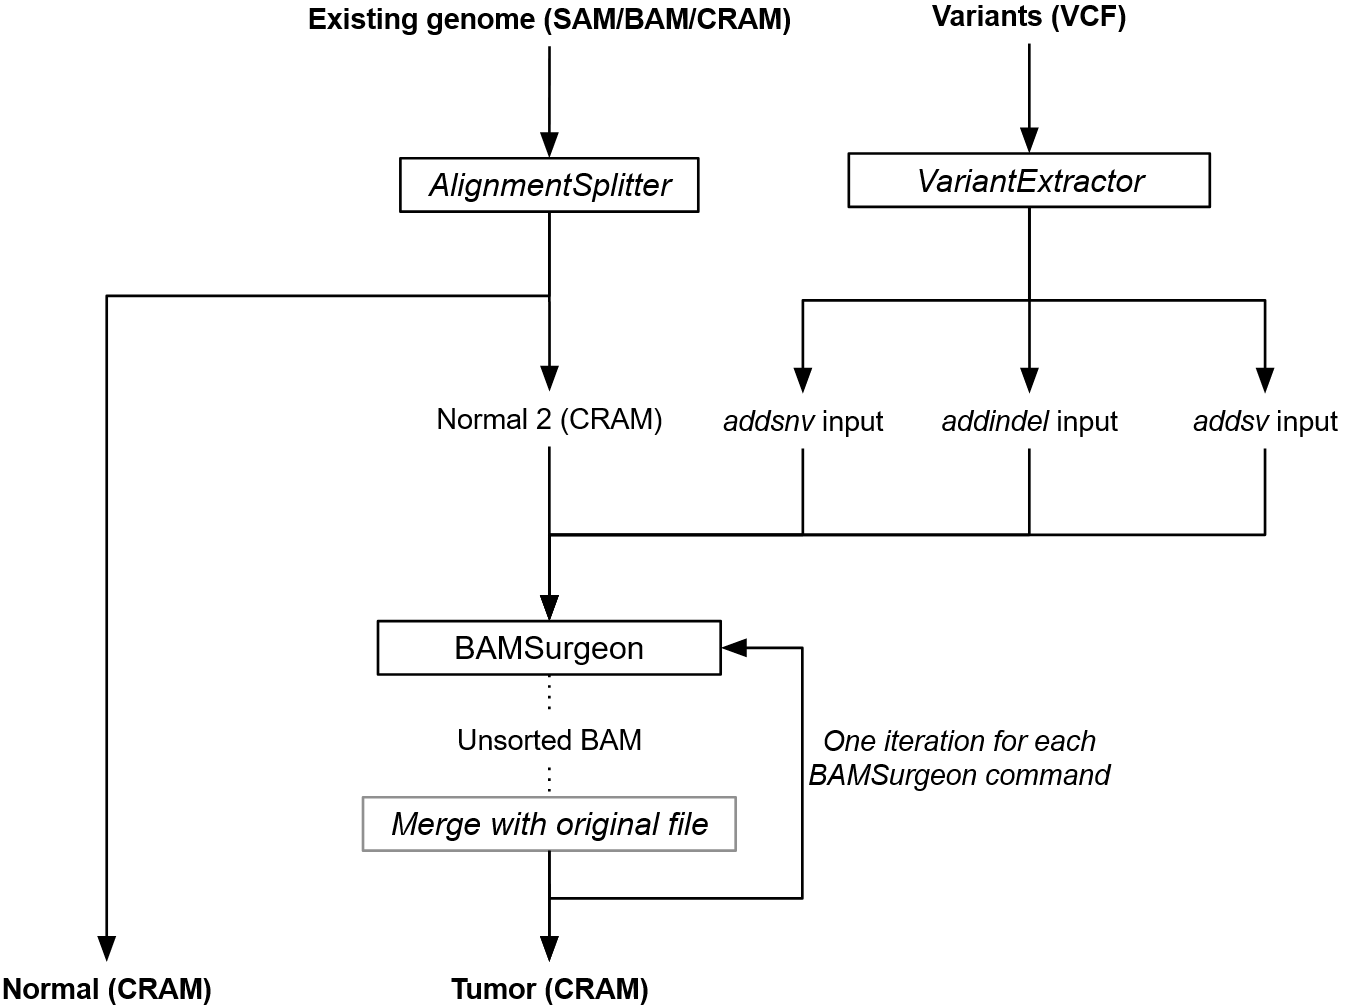 Existing genome (SAM/BAM/CRAM)
Variants (VCF)
AlignmentSplitter
VariantExtractor
Normal 2 (CRAM)
addsnv input
addindel input
addsv input
BAMSurgeon
Unsorted BAM
One iteration for each
BAMSurgeon command
Merge with original file
Normal (CRAM)
Tumor (CRAM)